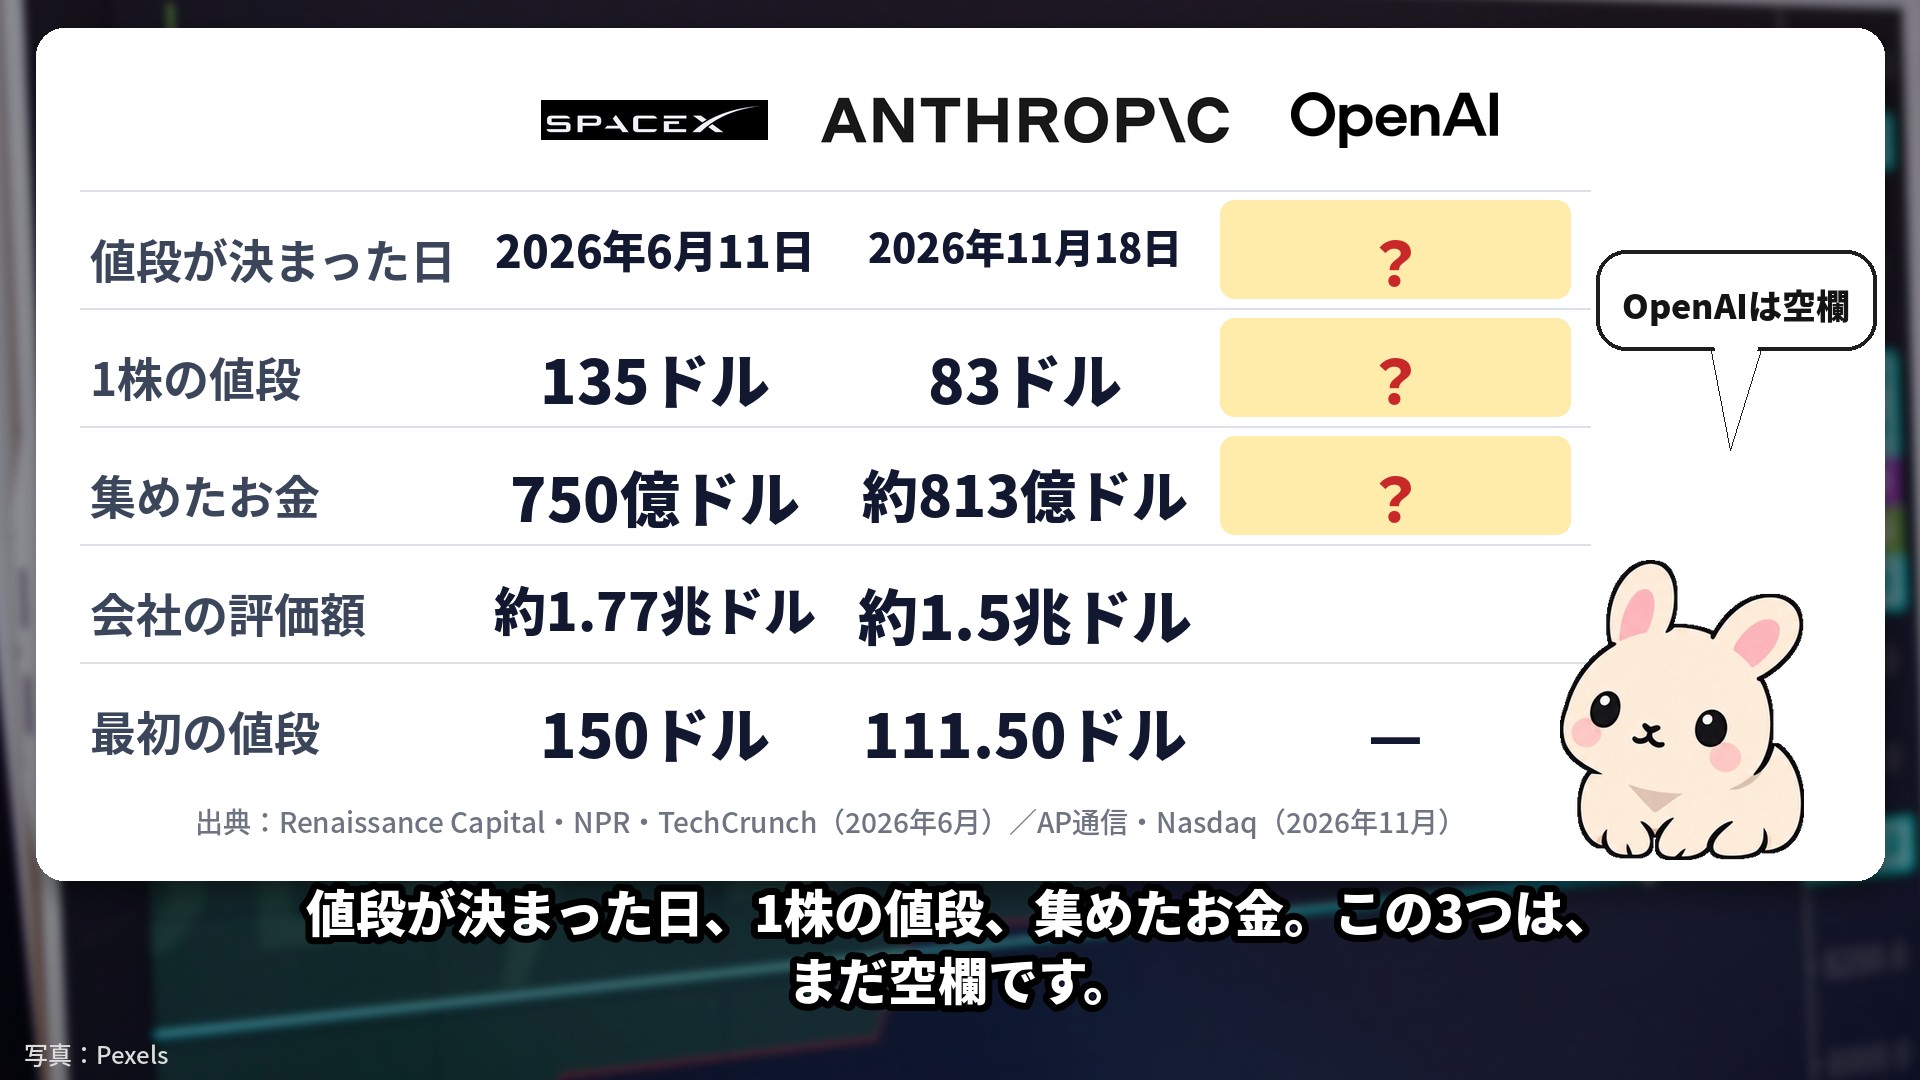 SPACEX
ANTHROP\C
OpenAI
値段が決まった日 2026年6月11日 2026年11月18日 ?
OpenAIは空欄
1株の値段 135ドル 83ドル ?
集めたお金 750億ドル 約813億ドル ?
会社の評価額 約1.77兆ドル 約1.5兆ドル
最初の値段 150ドル 111.50ドル —
出典：Renaissance Capital・NPR・TechCrunch（2026年6月）／AP通信・Nasdaq（2026年11月）
値段が決まった日、1株の値段、集めたお金。この3つは、
まだ空欄です。
写真：Pexels